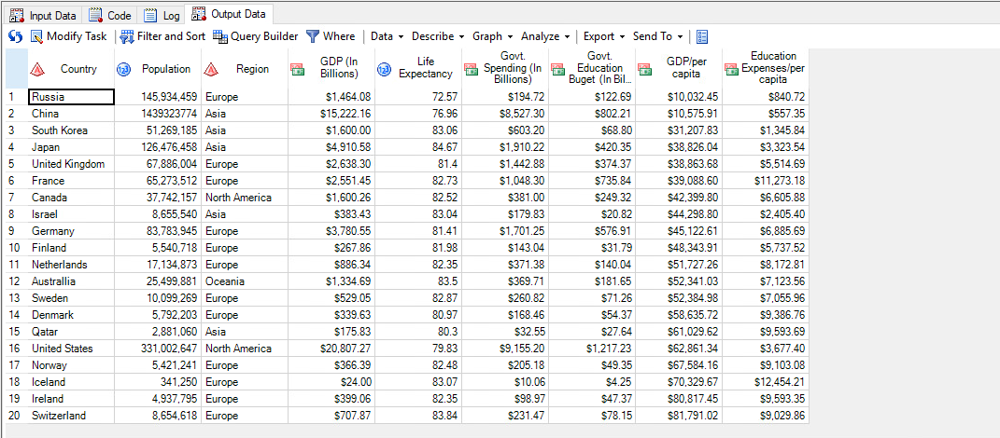 Input Data Code Log Output Data
Modify Task Filter and Sort Query Builder Where Data Describe Graph Analyze Export Send To
Country Population Region GDP (In Billions) Life Expectancy Govt. Spending (In Billions) Govt. Education Buget (In Bil... GDP/per capita Education Expenses/per capita
1 Russia 145,934,459 Europe $1,464.08 72.57 $194.72 $122.69 $10,032.45 $840.72
2 China 1439323774 Asia $15,222.16 76.96 $8,527.30 $802.21 $10,575.91 $557.35
3 South Korea 51,269,185 Asia $1,600.00 83.06 $603.20 $68.80 $31,207.83 $1,345.84
4 Japan 126,476,458 Asia $4,910.58 84.67 $1,910.22 $420.35 $38,826.04 $3,323.54
5 United Kingdom 67,886,004 Europe $2,638.30 81.4 $1,442.88 $374.37 $38,863.68 $5,514.69
6 France 65,273,512 Europe $2,551.45 82.73 $1,048.30 $735.84 $39,088.60 $11,273.18
7 Canada 37,742,157 North America $1,600.26 82.52 $381.00 $249.32 $42,399.80 $6,605.88
8 Israel 8,655,540 Asia $383.43 83.04 $179.83 $20.82 $44,298.80 $2,405.40
9 Germany 83,783,945 Europe $3,780.55 81.41 $1,701.25 $576.91 $45,122.61 $6,885.69
10 Finland 5,540,718 Europe $267.86 81.98 $143.04 $31.79 $48,343.91 $5,737.52
11 Netherlands 17,134,873 Europe $886.34 82.35 $371.38 $140.04 $51,727.26 $8,172.81
12 Australlia 25,499,881 Oceania $1,334.69 83.5 $369.71 $181.65 $52,341.03 $7,123.56
13 Sweden 10,099,269 Europe $529.05 82.87 $260.82 $71.26 $52,384.98 $7,055.96
14 Denmark 5,792,203 Europe $339.63 80.97 $168.46 $54.37 $58,635.72 $9,386.76
15 Qatar 2,881,060 Asia $175.83 80.3 $32.55 $27.64 $61,029.62 $9,593.69
16 United States 331,002,647 North America $20,807.27 79.83 $9,155.20 $1,217.23 $62,861.34 $3,677.40
17 Norway 5,421,241 Europe $366.39 82.48 $205.18 $49.35 $67,584.16 $9,103.08
18 Iceland 341,250 Europe $24.00 83.07 $10.06 $4.25 $70,329.67 $12,454.21
19 Ireland 4,937,795 Europe $399.06 82.35 $98.97 $47.37 $80,817.45 $9,593.35
20 Switzerland 8,654,618 Europe $707.87 83.84 $231.47 $78.15 $81,791.02 $9,029.86